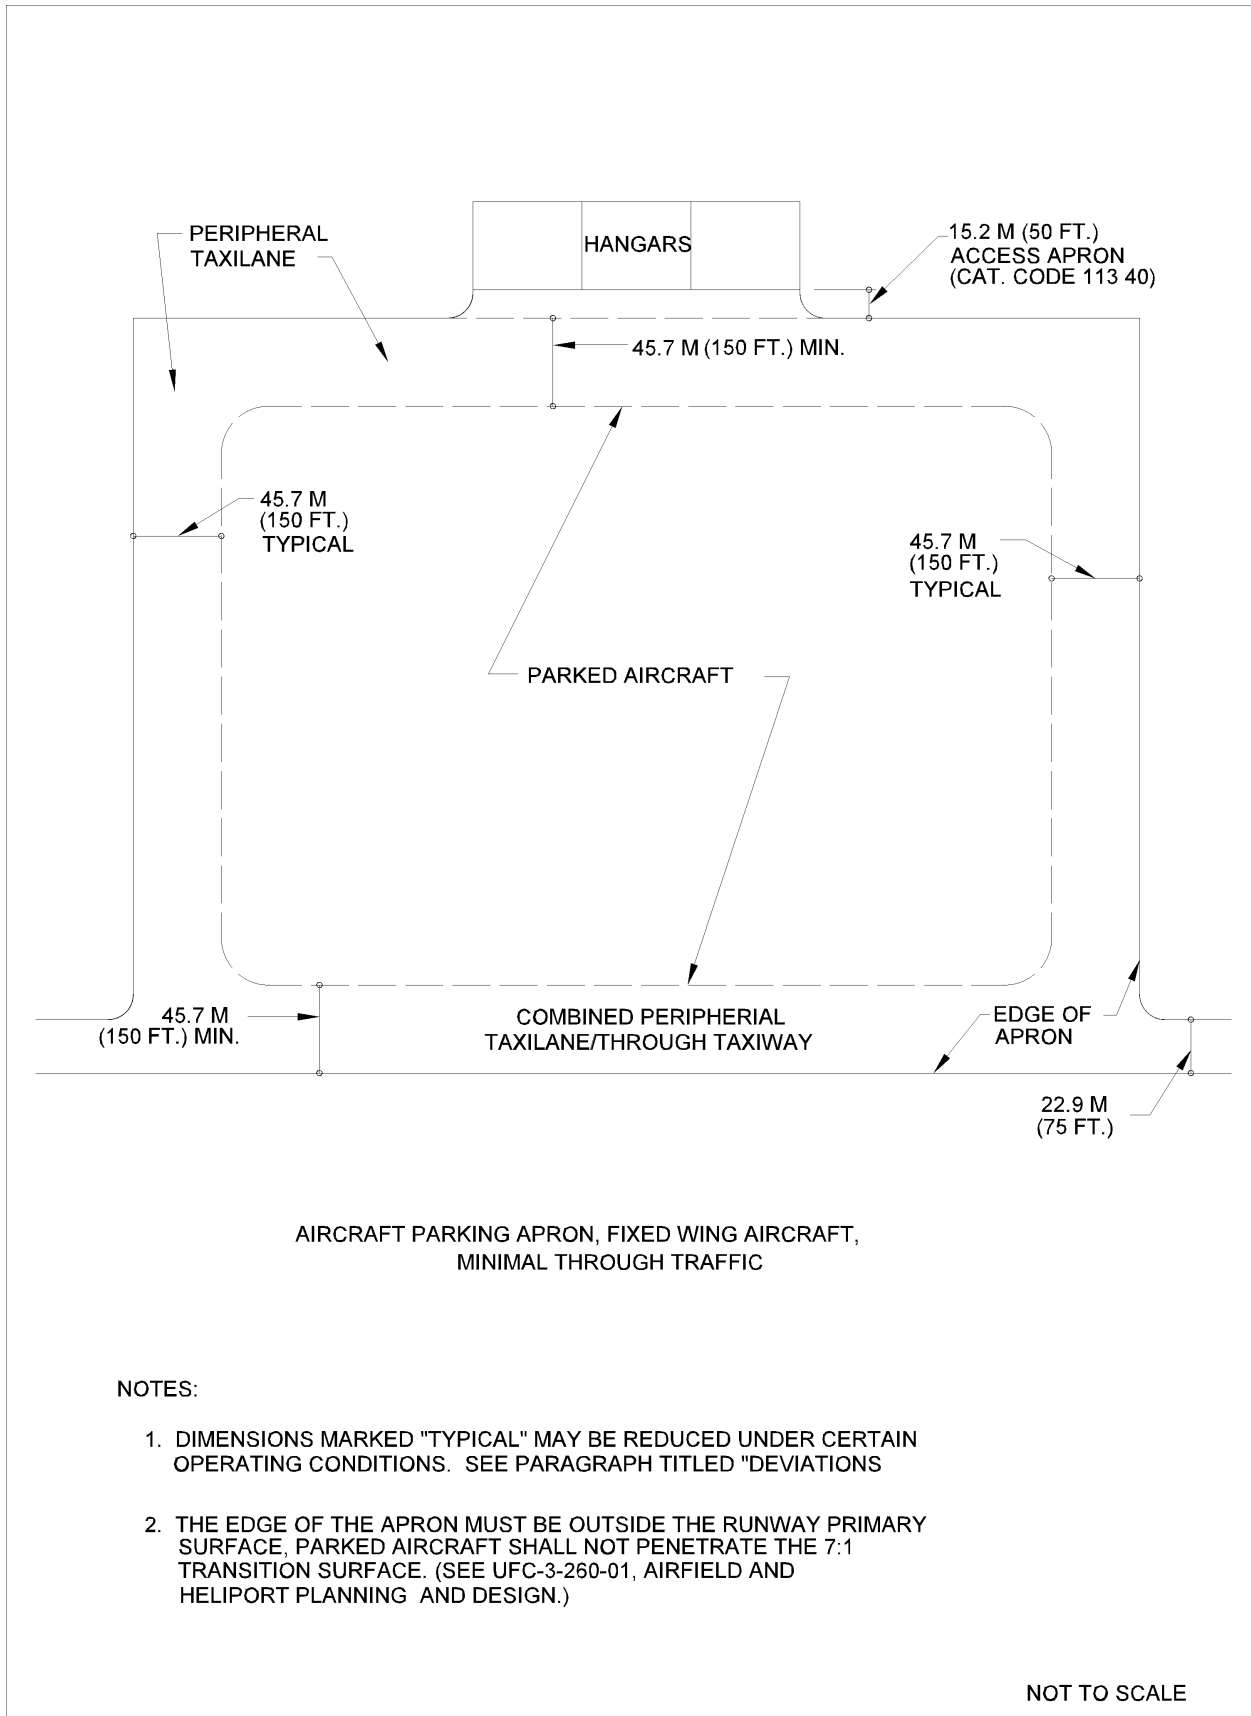 PERIPHERAL
TAXILANE
HANGARS
15.2 M (50 FT.)
ACCESS APRON
(CAT. CODE 113 40)
45.7 M (150 FT.) MIN.
45.7 M
(150 FT.)
TYPICAL
45.7 M
(150 FT.)
TYPICAL
PARKED AIRCRAFT
45.7 M
(150 FT.) MIN.
COMBINED PERIPHERIAL
TAXILANE/THROUGH TAXIWAY
EDGE OF
APRON
22.9 M
(75 FT.)
AIRCRAFT PARKING APRON, FIXED WING AIRCRAFT,
MINIMAL THROUGH TRAFFIC
NOTES:
1. DIMENSIONS MARKED "TYPICAL" MAY BE REDUCED UNDER CERTAIN
OPERATING CONDITIONS. SEE PARAGRAPH TITLED "DEVIATIONS
2. THE EDGE OF THE APRON MUST BE OUTSIDE THE RUNWAY PRIMARY
SURFACE, PARKED AIRCRAFT SHALL NOT PENETRATE THE 7:1
TRANSITION SURFACE. (SEE UFC-3-260-01, AIRFIELD AND
HELIPORT PLANNING AND DESIGN.)
NOT TO SCALE